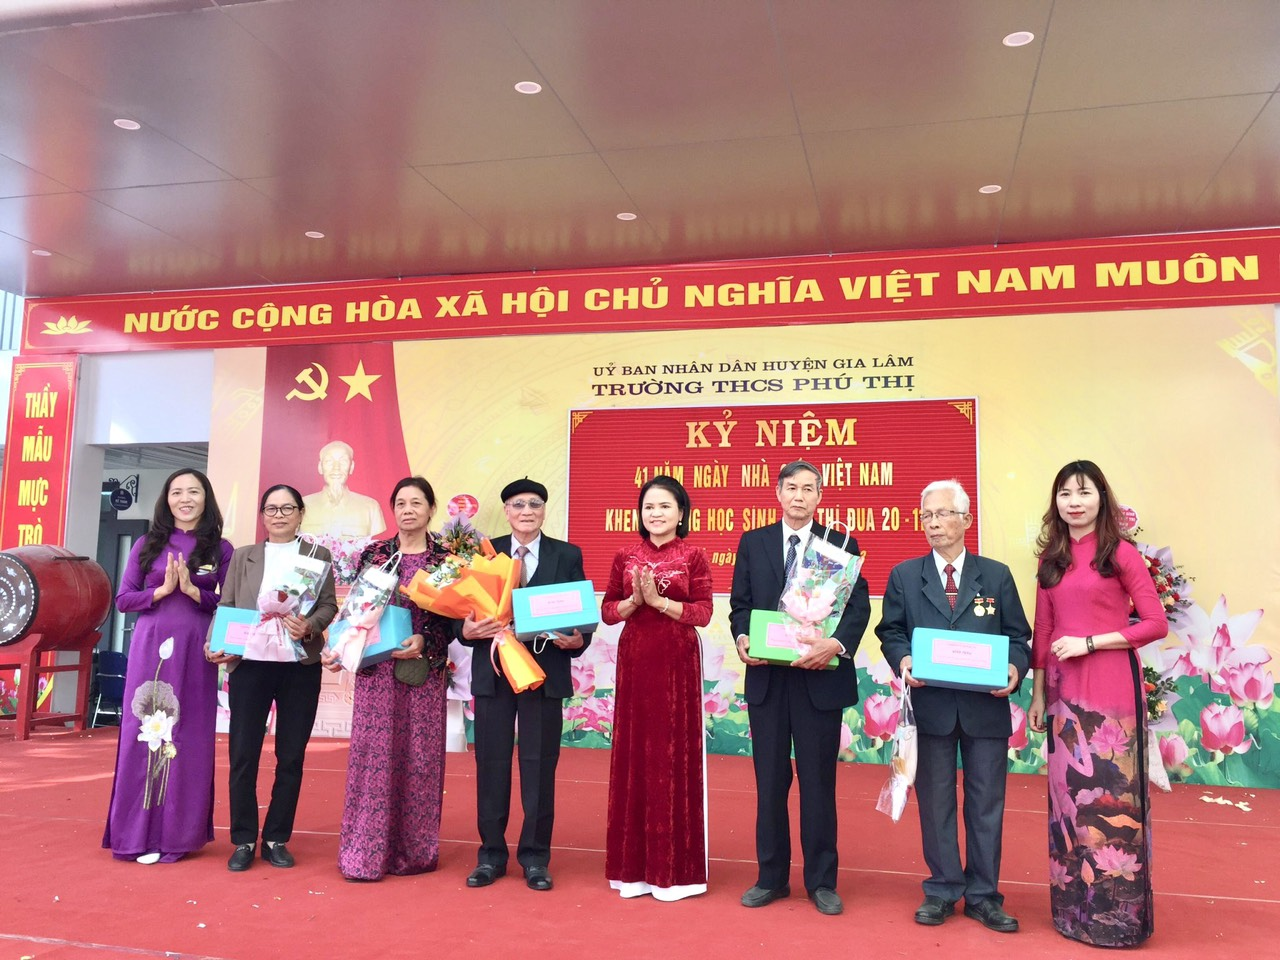 NƯỚC CỘNG HÒA XÃ HỘI CHỦ NGHĨA VIỆT NAM MUÔN
UỶ BAN NHÂN DÂN HUYỆN GIA LÂM
TRƯỜNG THCS PHÚ THỊ
KỶ NIỆM
41 NĂM NGÀY NHÀ VIỆT NAM
KHEN HỌC SINH THI ĐUA 20 -
THẦY
MẪU
MỰC
TRÒ